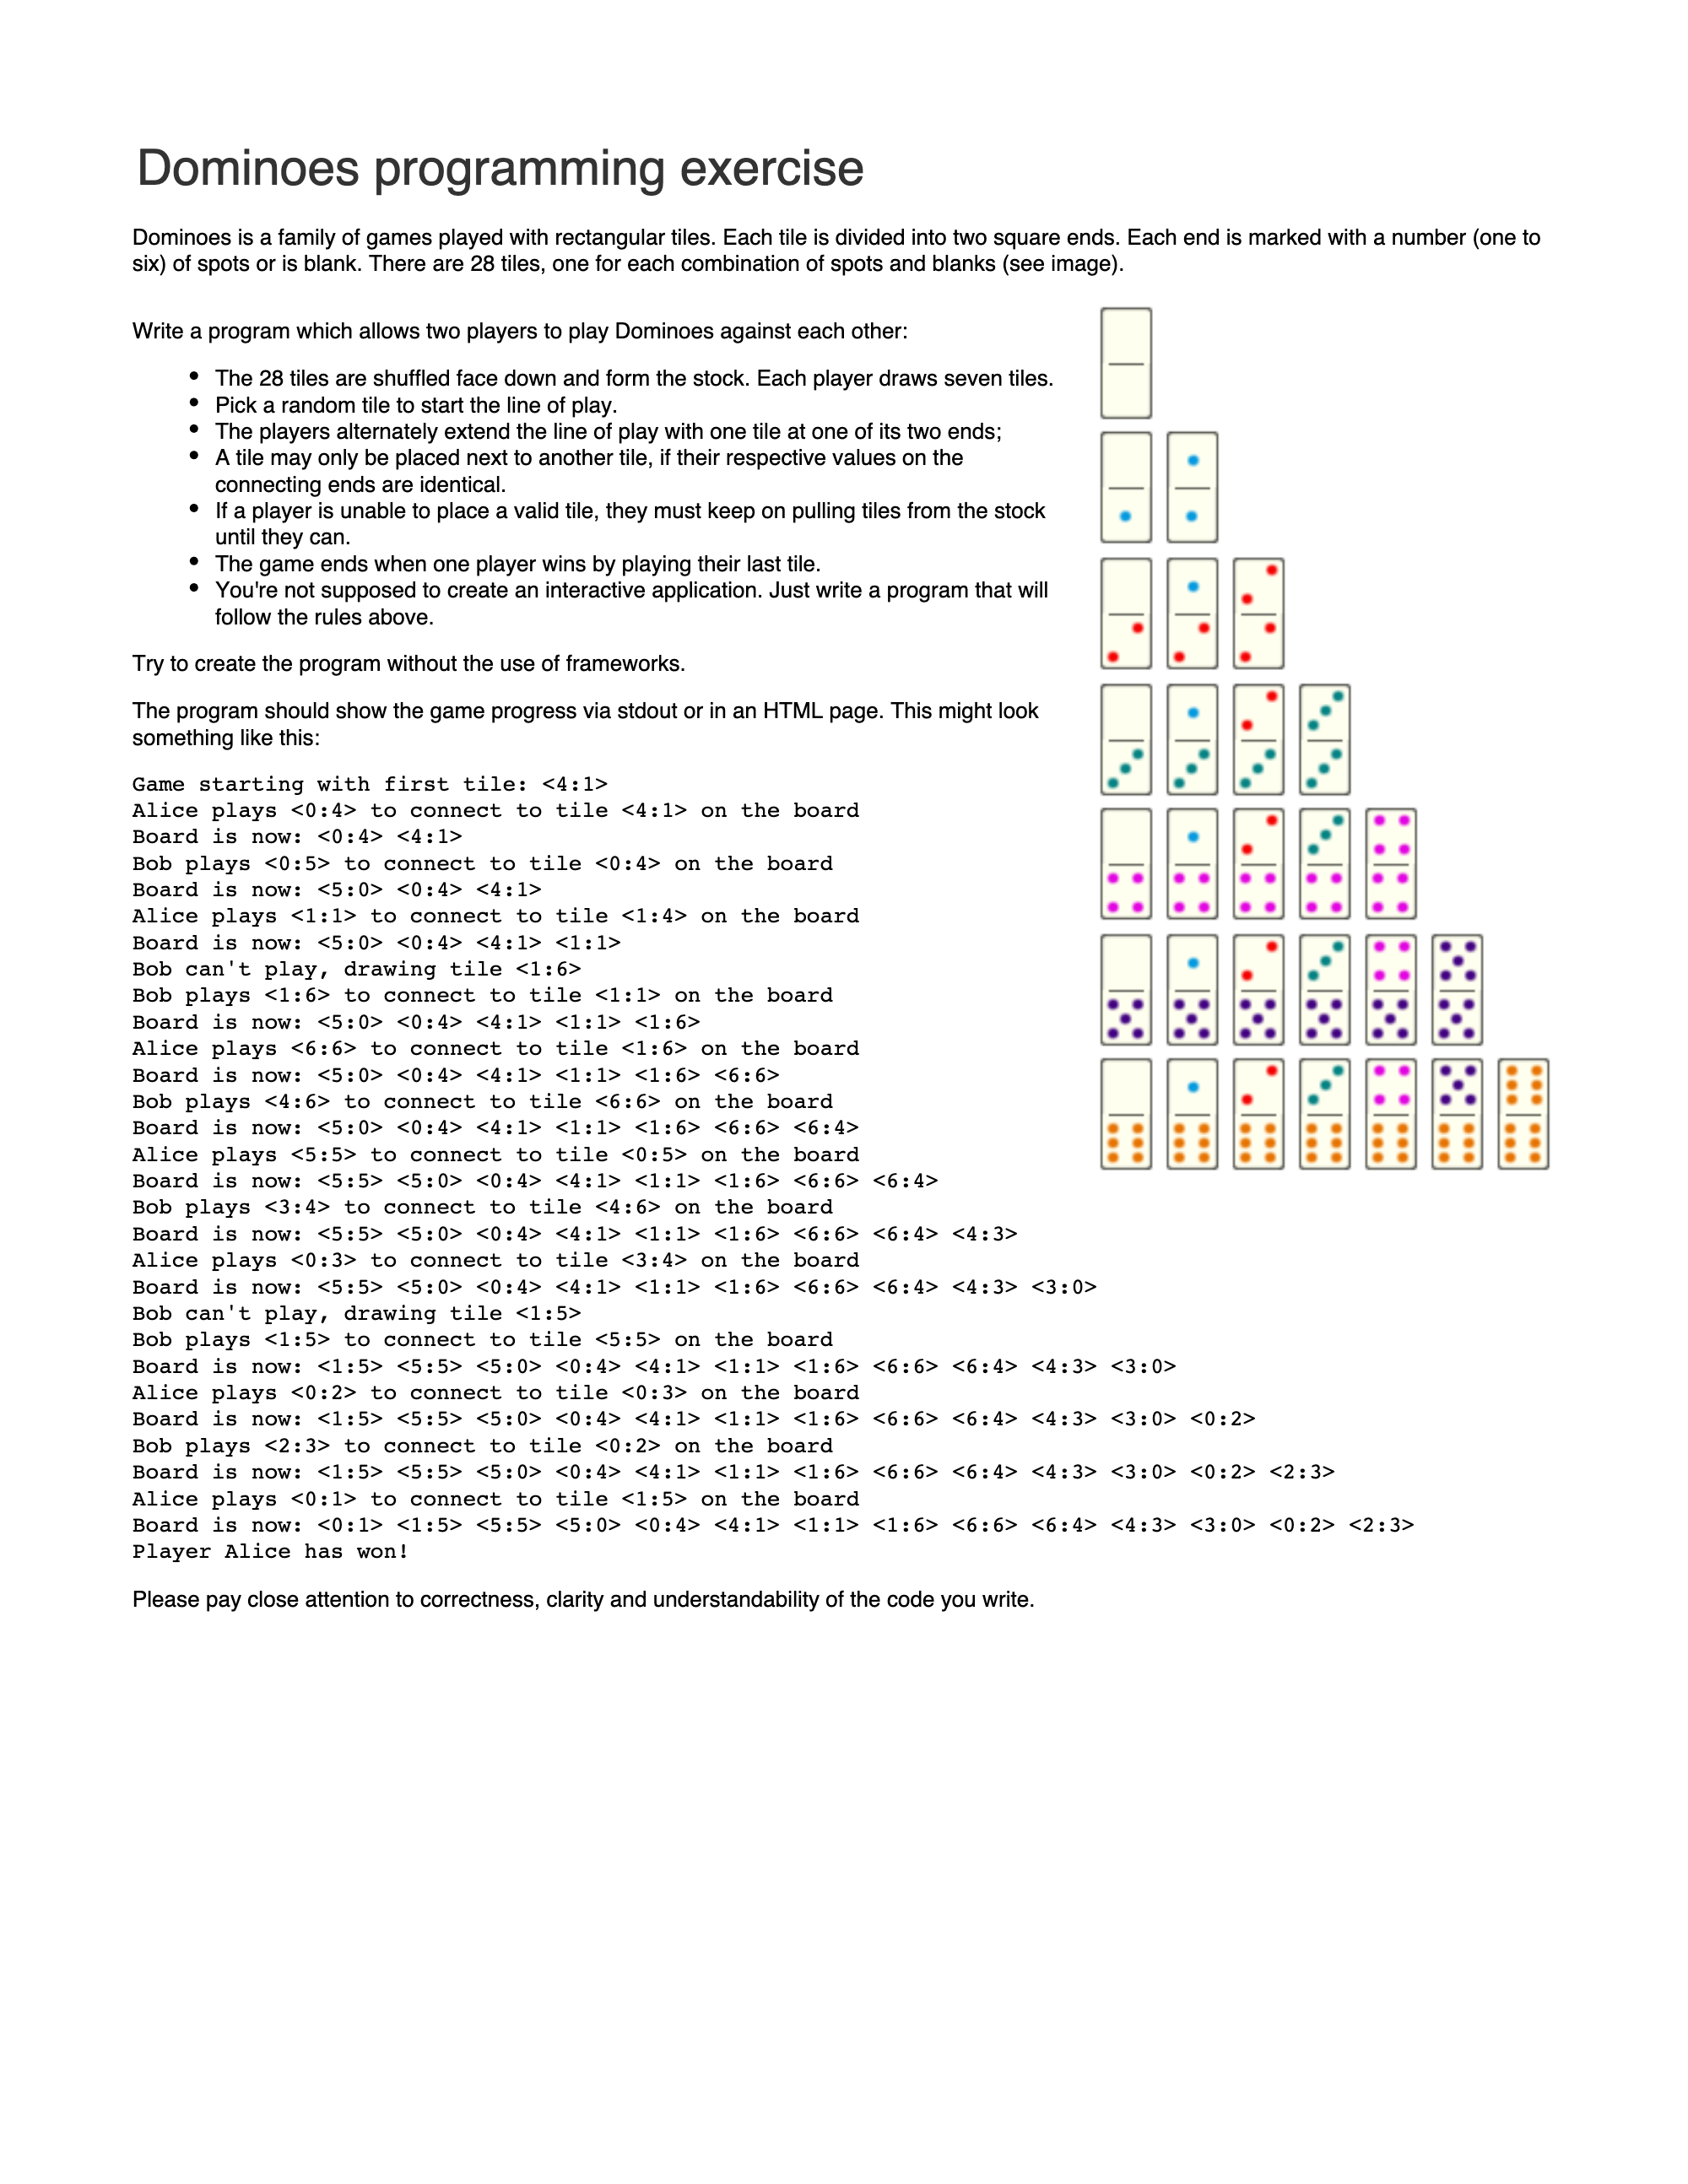 Dominoes programming exercise
Dominoes is a family of games played with rectangular tiles. Each tile is divided into two square ends. Each end is marked with a number (one to
six) of spots or is blank. There are 28 tiles, one for each combination of spots and blanks (see image).
Write a program which allows two players to play Dominoes against each other:
• The 28 tiles are shuffled face down and form the stock. Each player draws seven tiles.
• Pick a random tile to start the line of play.
• The players alternately extend the line of play with one tile at one of its two ends;
• A tile may only be placed next to another tile, if their respective values on the
connecting ends are identical.
• If a player is unable to place a valid tile, they must keep on pulling tiles from the stock
until they can.
• The game ends when one player wins by playing their last tile.
• You're not supposed to create an interactive application. Just write a program that will
follow the rules above.
Try to create the program without the use of frameworks.
The program should show the game progress via stdout or in an HTML page. This might look
something like this:
Game starting with first tile: <4:1>
Alice plays <0:4> to connect to tile <4:1> on the board
Board is now: <0:4> <4:1>
Bob plays <0:5> to connect to tile <0:4> on the board
Board is now: <5:0> <0:4> <4:1>
Alice plays <1:1> to connect to tile <1:4> on the board
Board is now: <5:0> <0:4> <4:1> <1:1>
Bob can't play, drawing tile <1:6>
Bob plays <1:6> to connect to tile <1:1> on the board
Board is now: <5:0> <0:4> <4:1> <1:1> <1:6>
Alice plays <6:6> to connect to tile <1:6> on the board
Board is now: <5:0> <0:4> <4:1> <1:1> <1:6> <6:6>
Bob plays <4:6> to connect to tile <6:6> on the board
Board is now: <5:0> <0:4> <4:1> <1:1> <1:6> <6:6> <6:4>
Alice plays <5:5> to connect to tile <0:5> on the board
Board is now: <5:5> <5:0> <0:4> <4:1> <1:1> <1:6> <6:6> <6:4>
Bob plays <3:4> to connect to tile <4:6> on the board
Board is now: <5:5> <5:0> <0:4> <4:1> <1:1> <1:6> <6:6> <6:4> <4:3>
Alice plays <0:3> to connect to tile <3:4> on the board
Board is now: <5:5> <5:0> <0:4> <4:1> <1:1> <1:6> <6:6> <6:4> <4:3> <3:0>
Bob can't play, drawing tile <1:5>
Bob plays <1:5> to connect to tile <5:5> on the board
Board is now: <1:5> <5:5> <5:0> <0:4> <4:1> <1:1> <1:6> <6:6> <6:4> <4:3> <3:0>
Alice plays <0:2> to connect to tile <0:3> on the board
Board is now: <1:5> <5:5> <5:0> <0:4> <4:1> <1:1> <1:6> <6:6> <6:4> <4:3> <3:0> <0:2>
Bob plays <2:3> to connect to tile <0:2> on the board
Board is now: <1:5> <5:5> <5:0> <0:4> <4:1> <1:1> <1:6> <6:6> <6:4> <4:3> <3:0> <0:2> <2:3>
Alice plays <0:1> to connect to tile <1:5> on the board
Board is now: <0:1> <1:5> <5:5> <5:0> <0:4> <4:1> <1:1> <1:6> <6:6> <6:4> <4:3> <3:0> <0:2> <2:3>
Player Alice has won!
Please pay close attention to correctness, clarity and understandability of the code you write.